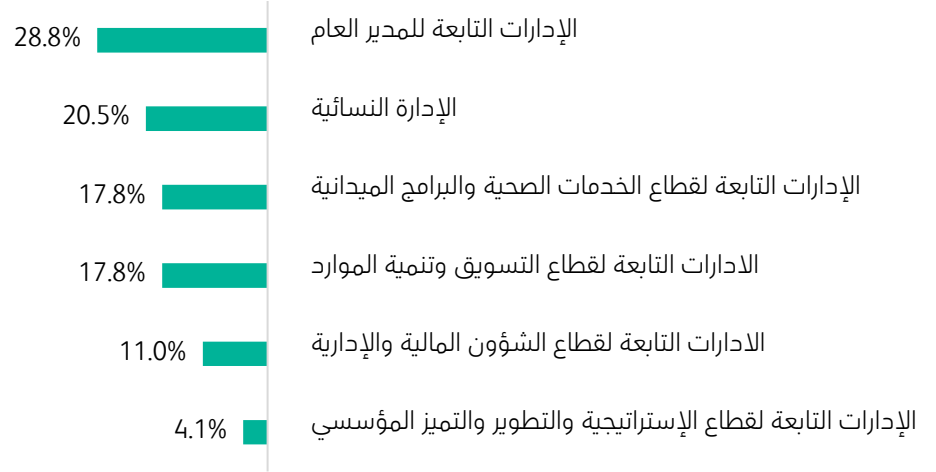 الإدارات التابعة للمدير العام 28.8%
الإدارة النسائية 20.5%
الإدارات التابعة لقطاع الخدمات الصحية والبرامج الميدانية 17.8%
الادارات التابعة لقطاع التسويق وتنمية الموارد 17.8%
الادارات التابعة لقطاع الشؤون المالية والإدارية 11.0%
الإدارات التابعة لقطاع الإستراتيجية والتطوير والتميز المؤسسي 4.1%